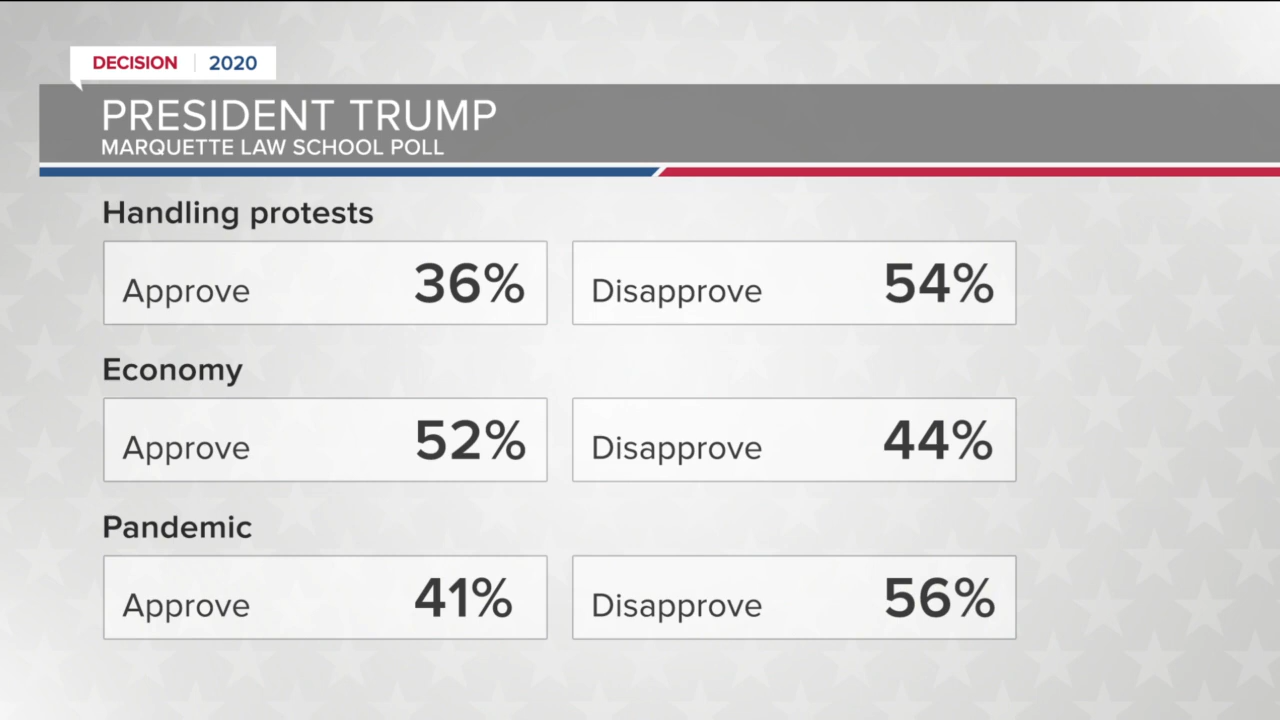 DECISION 2020
PRESIDENT TRUMP
MARQUETTE LAW SCHOOL POLL
Handling protests
Approve 36% Disapprove 54%
Economy
Approve 52% Disapprove 44%
Pandemic
Approve 41% Disapprove 56%